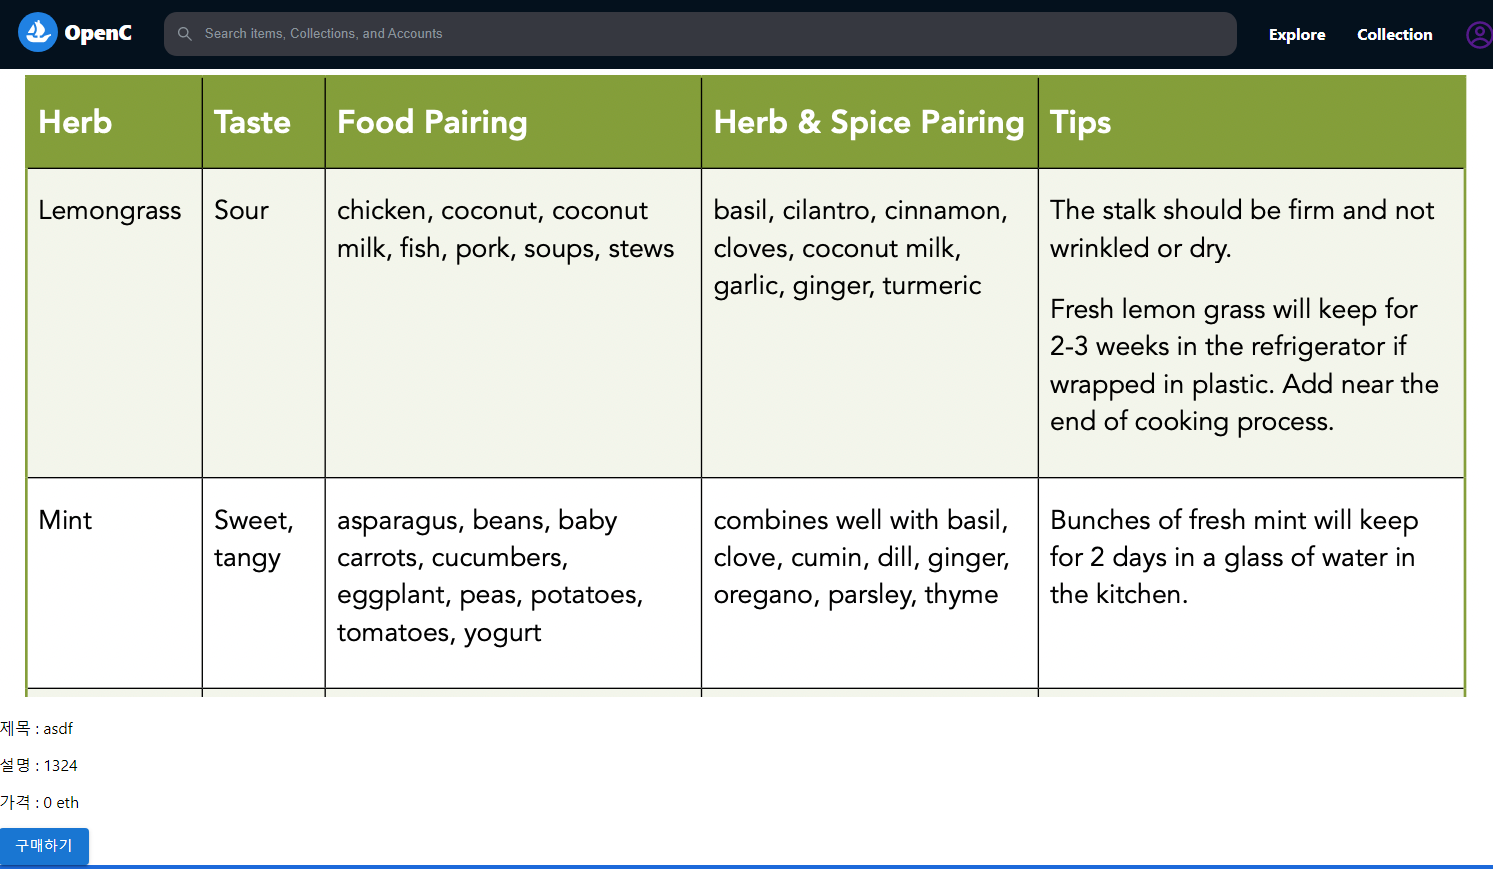 OpenC
Search items, Collections, and Accounts
Explore
Collection
Herb
Taste
Food Pairing
Herb & Spice Pairing
Tips
Lemongrass
Sour
chicken, coconut, coconut
milk, fish, pork, soups, stews
basil, cilantro, cinnamon,
cloves, coconut milk,
garlic, ginger, turmeric
The stalk should be firm and not
wrinkled or dry.
Fresh lemon grass will keep for
2-3 weeks in the refrigerator if
wrapped in plastic. Add near the
end of cooking process.
Mint
Sweet,
tangy
asparagus, beans, baby
carrots, cucumbers,
eggplant, peas, potatoes,
tomatoes, yogurt
combines well with basil,
clove, cumin, dill, ginger,
oregano, parsley, thyme
Bunches of fresh mint will keep
for 2 days in a glass of water in
the kitchen.
제목 : asdf
설명 : 1324
가격 : 0 eth
구매하기